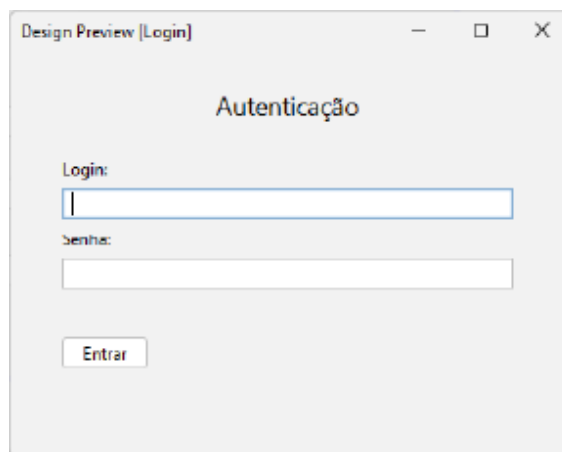 Design Preview [Login]
Autenticação
Login:
Senha:
Entrar